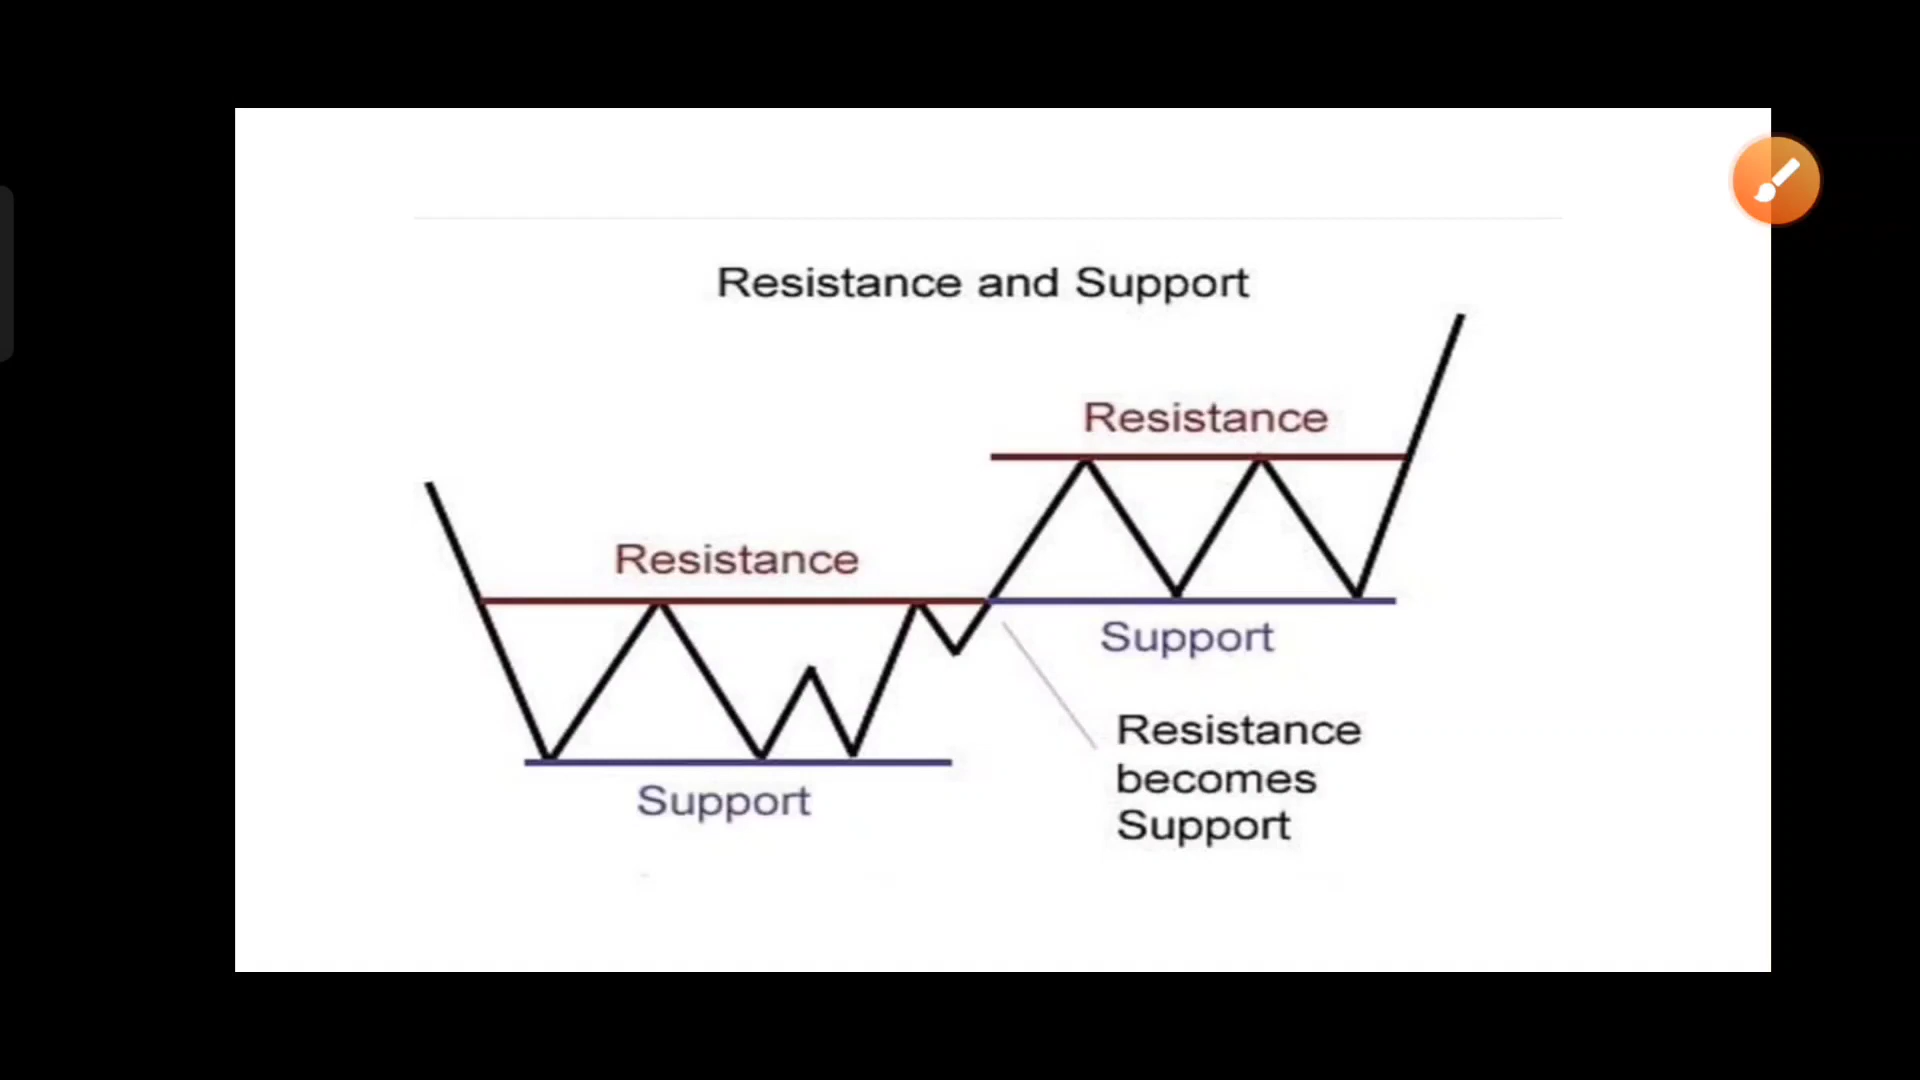 Resistance and Support
Resistance
Resistance
Support
Support
Resistance
becomes
Support